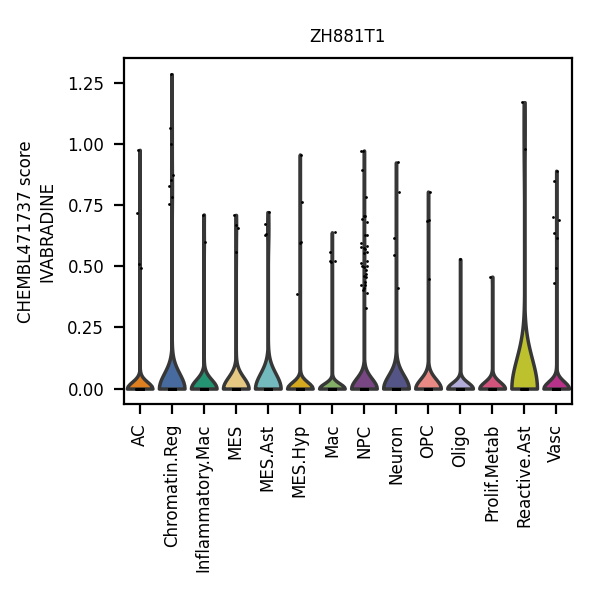 ZH881T1
CHEMBL471737 score
IVABRADINE
1.25
1.00
0.75
0.50
0.25
0.00
AC
Chromatin.Reg
Inflammatory.Mac
MES
MES.Ast
MES.Hyp
Mac
NPC
Neuron
OPC
Oligo
Prolif.Metab
Reactive.Ast
Vasc